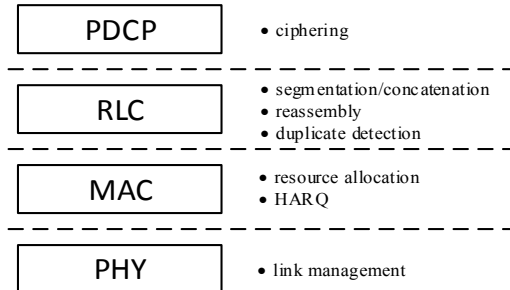 PDCP
• ciphering
RLC
• segmentation/concatenation
• reassembly
• duplicate detection
MAC
• resource allocation
• HARQ
PHY
• link management